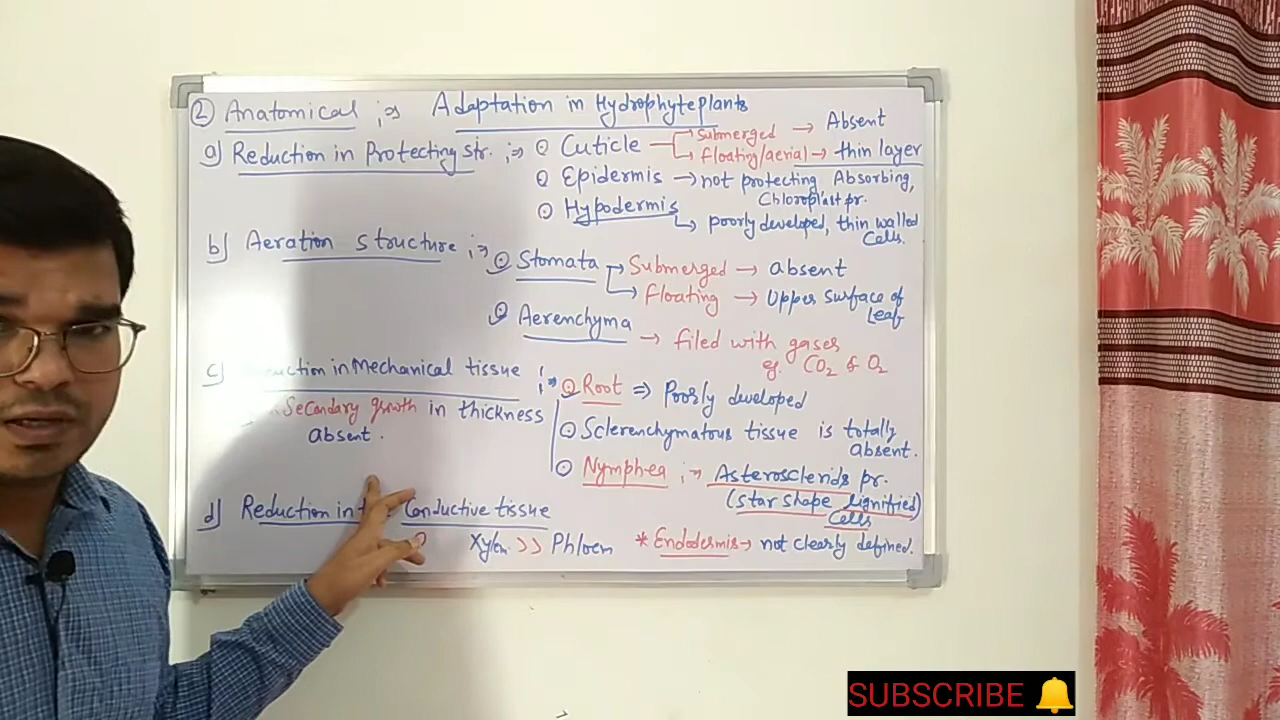 ② Anatomical ;⇒ Adaptation in Hydrophyte plants
a) Reduction in Protecting str. ;⇒ ⊙ Cuticle → Submerged → Absent
→ floating/aerial → thin layer
⊙ Epidermis → not protecting, Absorbing,
Chloroplast pr.
⊙ Hypodermis → poorly developed, thin walled
Cells.
b) Aeration structure ;⇒ ⊙ Stomata → Submerged → absent
→ floating → Upper surface of
Leaf
⊙ Aerenchyma → filed with gases
eg. CO₂ & O₂
c) uction in Mechanical tissue ;⇒ ⊙ Root ⇒ Poorly developed
Secondary growth in thickness
absent.
⊙ Sclerenchymatous tissue is totally
absent.
⊙ Nymphea ;→ Asterosclerids pr.
(Star shape lignified)
Cells
d) Reduction in Conductive tissue
Xylem >> Phloem * Endodermis → not clearly defined.
SUBSCRIBE